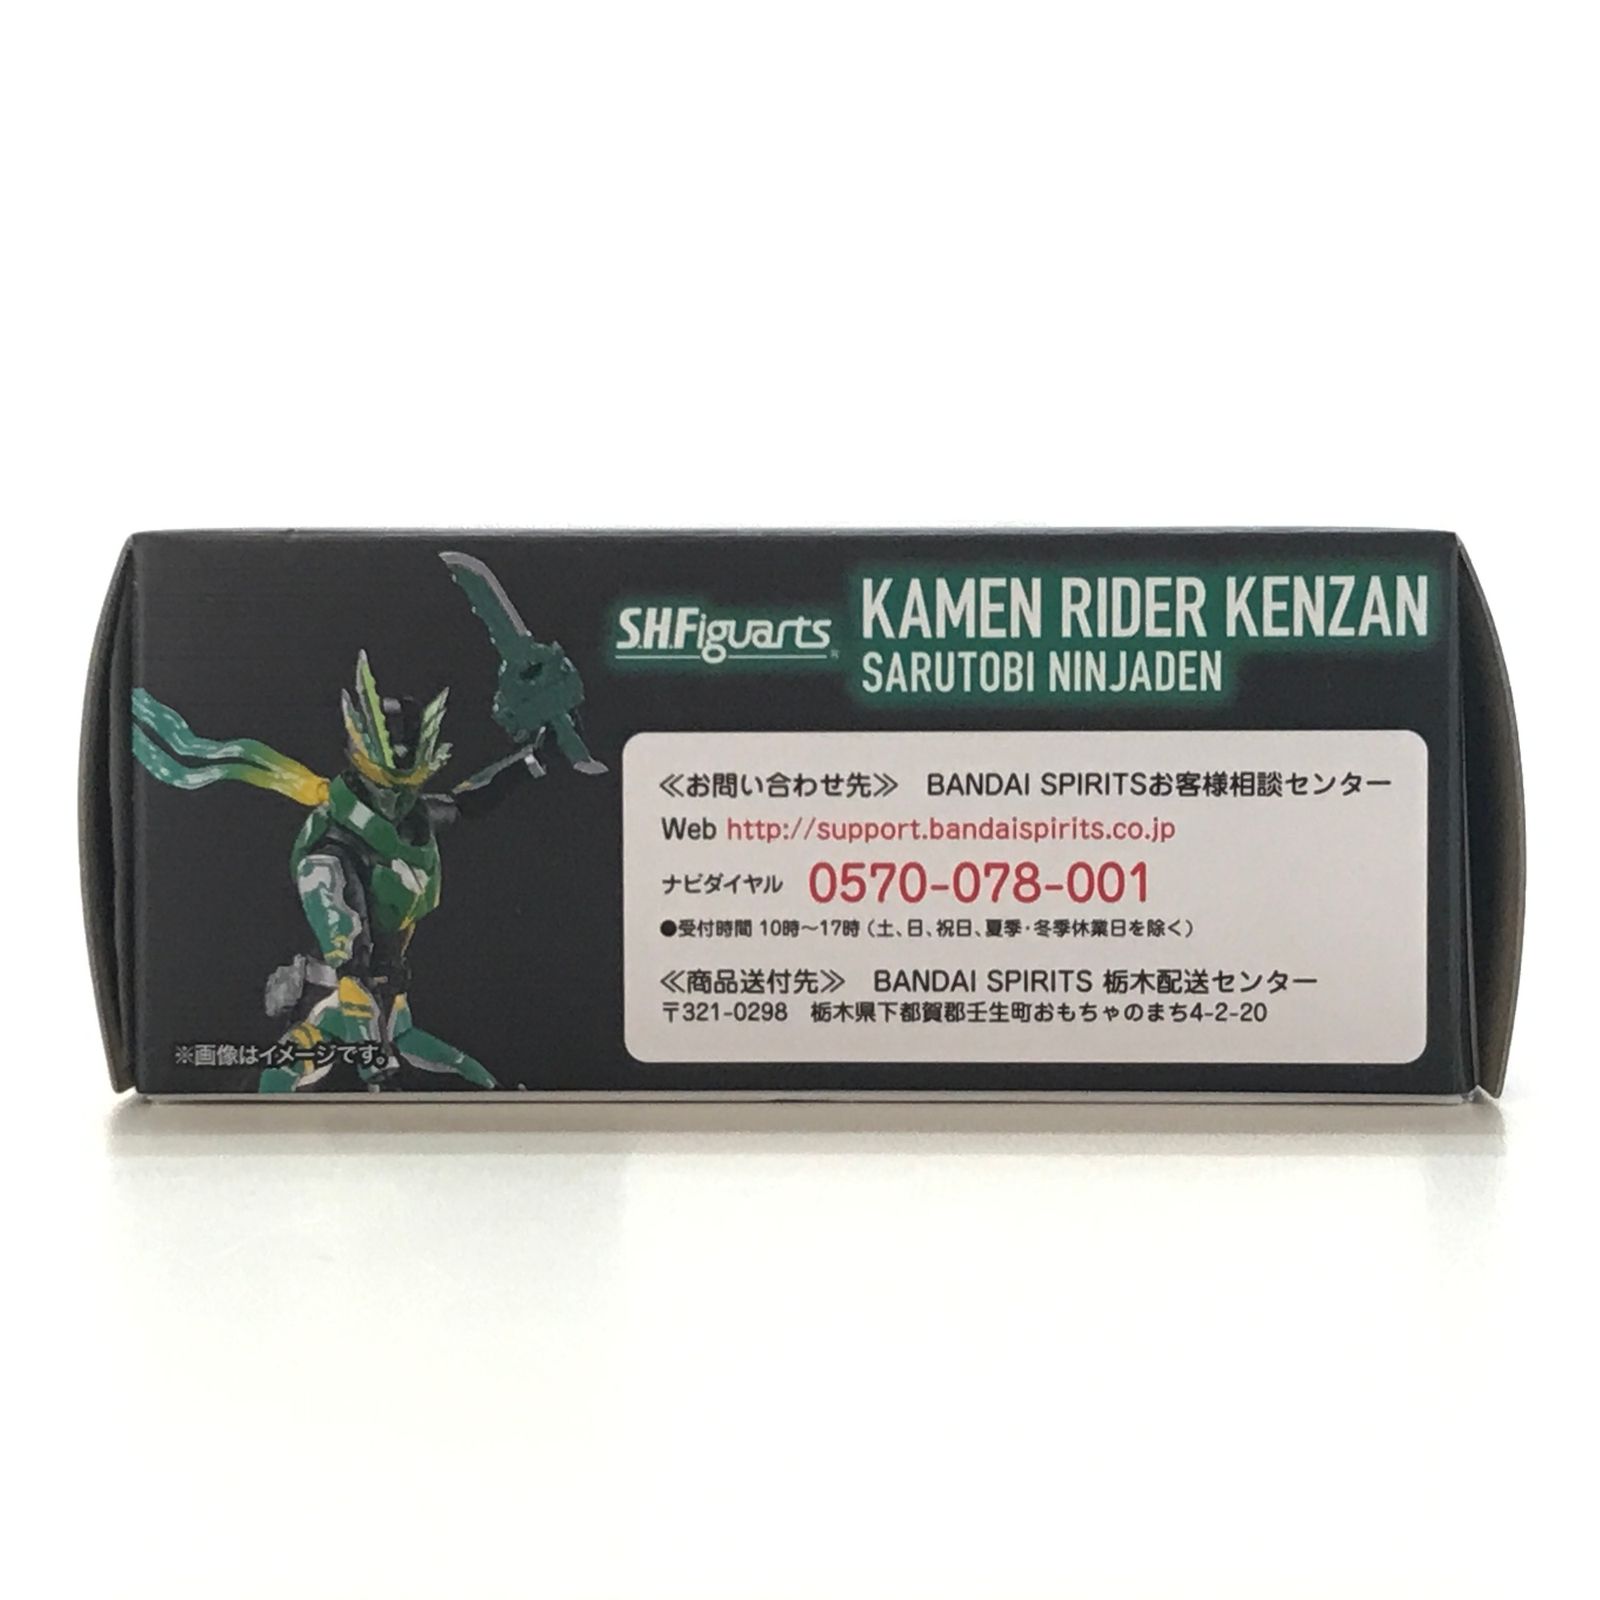 S.H.Figuarts®
KAMEN RIDER KENZAN
SARUTOBI NINJADEN
≪お問い合わせ先≫ BANDAI SPIRITSお客様相談センター
Web http://support.bandaispirits.co.jp
ナビダイヤル 0570-078-001
●受付時間 10時～17時（土、日、祝日、夏季・冬季休業日を除く）
≪商品送付先≫ BANDAI SPIRITS 栃木配送センター
〒321-0298 栃木県下都賀郡壬生町おもちゃのまち4-2-20
※画像はイメージです。